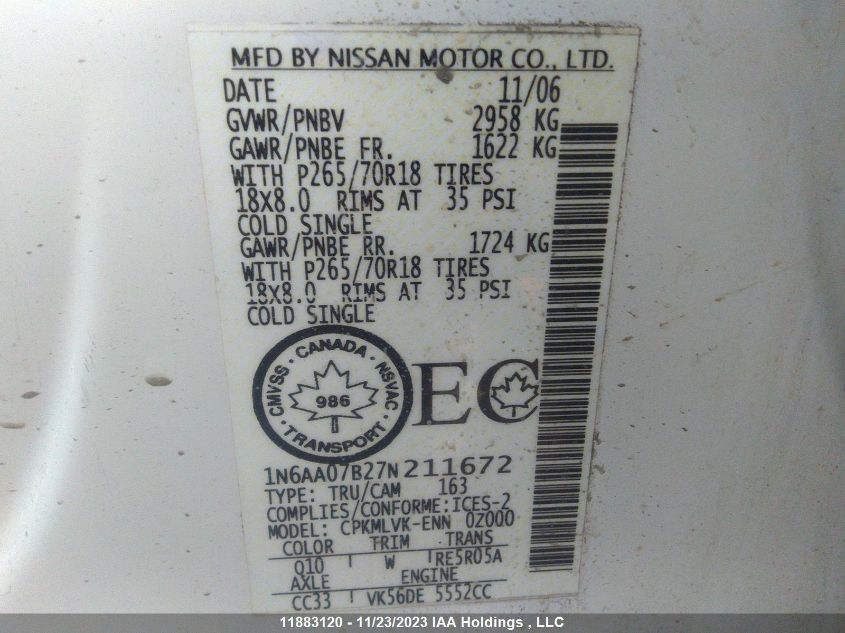 MFD BY NISSAN MOTOR CO., LTD.
DATE 11/06
GVWR/PNBV 2958 KG
GAWR/PNBE FR. 1622 KG
WITH P265/70R18 TIRES
18X8.0 RIMS AT 35 PSI
COLD SINGLE
GAWR/PNBE RR. 1724 KG
WITH P265/70R18 TIRES
18X8.0 RIMS AT 35 PSI
COLD SINGLE
CMVSS · CANADA · NSVAC
986
· TRANSPORT ·
EC
1N6AA07B27N211672
TYPE: TRU/CAM 163
COMPLIES/CONFORME:ICES-2
MODEL: CPKMLVK-ENN 0Z000
COLOR TRIM TRANS
Q10 W RE5R05A
AXLE ENGINE
CC33 VK56DE 5552CC
11883120 - 11/23/2023 IAA Holdings , LLC